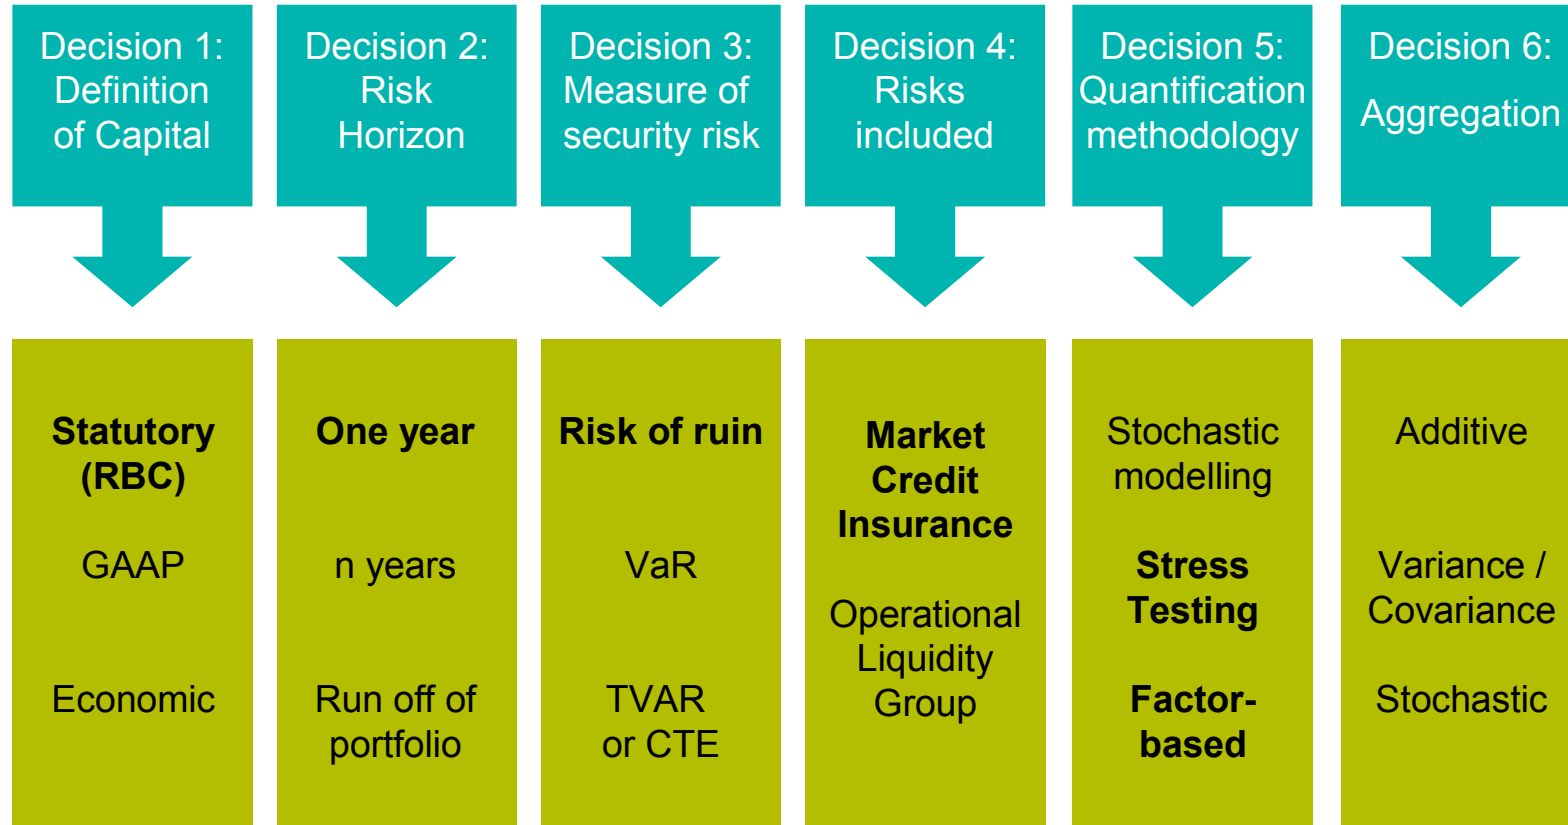 Decision 1:
Definition
of Capital
Decision 2:
Risk
Horizon
Decision 3:
Measure of
security risk
Decision 4:
Risks
included
Decision 5:
Quantification
methodology
Decision 6:
Aggregation
Statutory
(RBC)
GAAP
Economic
One year
n years
Run off of
portfolio
Risk of ruin
VaR
TVAR
or CTE
Market
Credit
Insurance
Operational
Liquidity
Group
Stochastic
modelling
Stress
Testing
Factor-
based
Additive
Variance /
Covariance
Stochastic